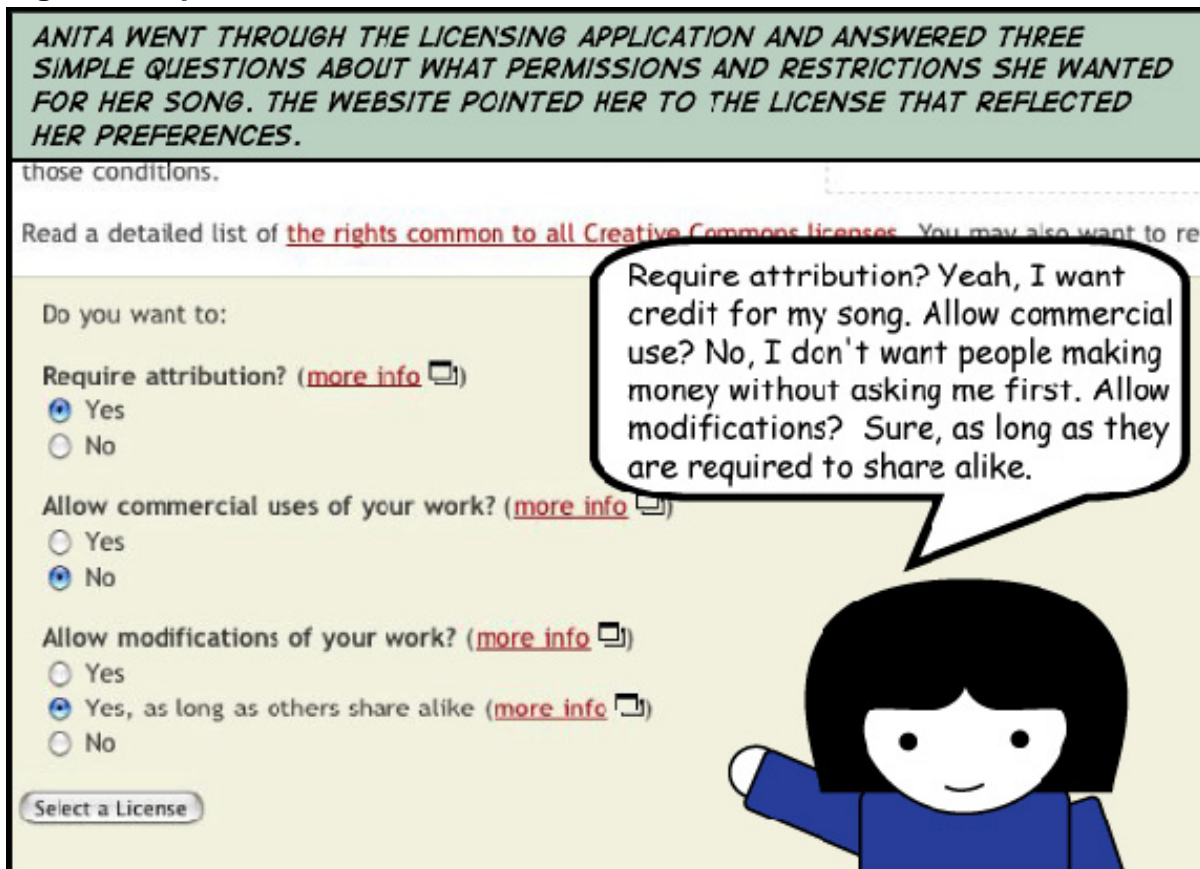 ANITA WENT THROUGH THE LICENSING APPLICATION AND ANSWERED THREE
SIMPLE QUESTIONS ABOUT WHAT PERMISSIONS AND RESTRICTIONS SHE WANTED
FOR HER SONG. THE WEBSITE POINTED HER TO THE LICENSE THAT REFLECTED
HER PREFERENCES.
those conditions.
Read a detailed list of the rights common to all Creative Commons licenses. You may also want to re
Require attribution? Yeah, I want
credit for my song. Allow commercial
use? No, I don't want people making
money without asking me first. Allow
modifications? Sure, as long as they
are required to share alike.
Do you want to:
Require attribution? (more info)
Yes
No
Allow commercial uses of your work? (more info)
Yes
No
Allow modifications of your work? (more info)
Yes
Yes, as long as others share alike (more info)
No
Select a License